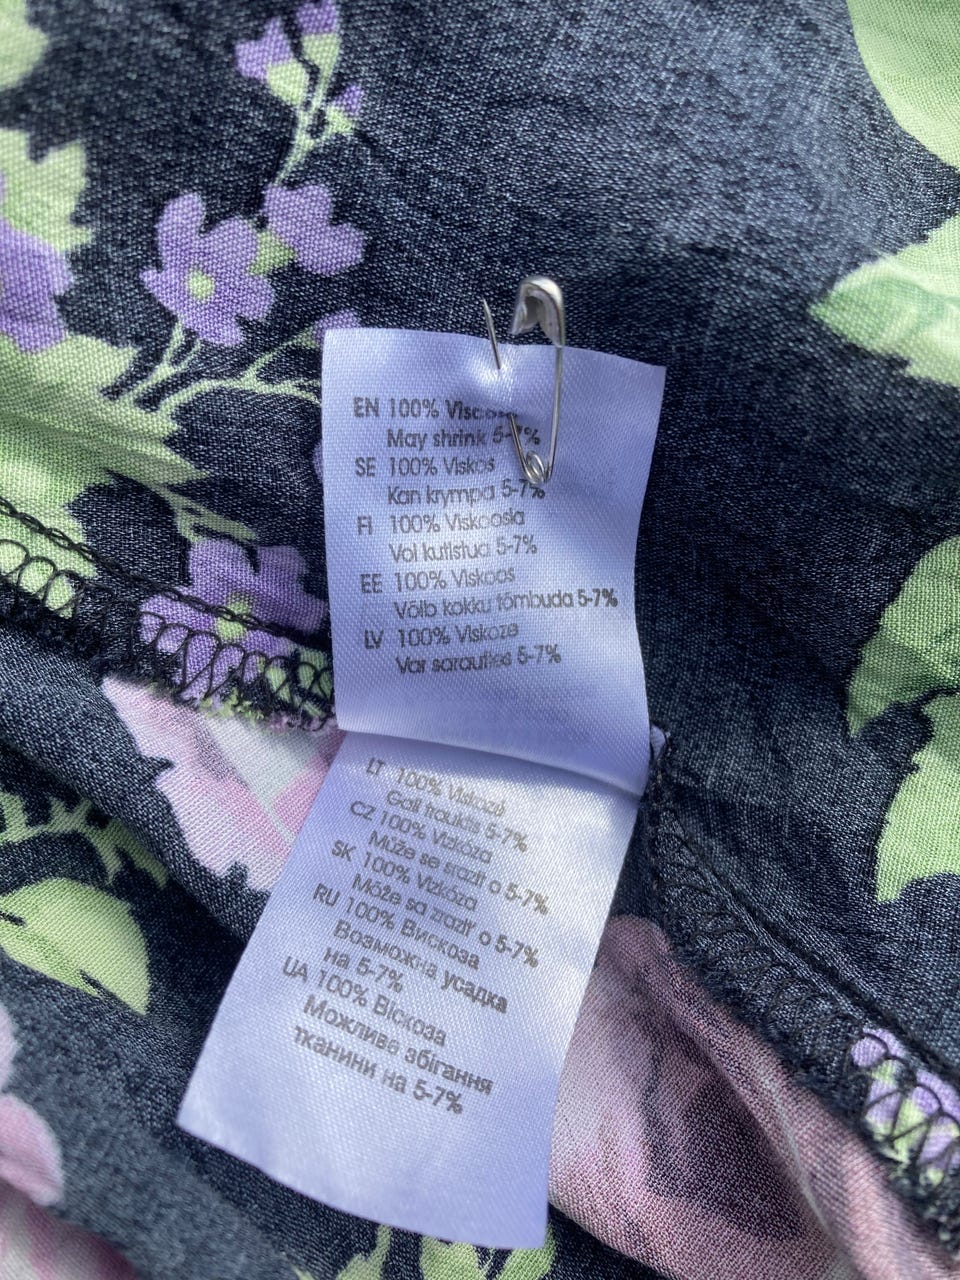 EN 100% Viscose
May shrink 5-7%
SE 100% Viskos
Kan krympa 5-7%
FI 100% Viskoosia
Voi kutistua 5-7%
EE 100% Viskoos
Võib kokku tõmbuda 5-7%
LV 100% Viskoze
Var sarauties 5-7%
LT 100% Viskozė
Gali trauktis 5-7%
CZ 100% Vizkóza
Může se srazit o 5-7%
SK 100% Vizkóza
Môže sa zraziť o 5-7%
RU 100% Вискоза
Возможна усадка
на 5-7%
UA 100% Віскоза
Можливе збігання
тканини на 5-7%